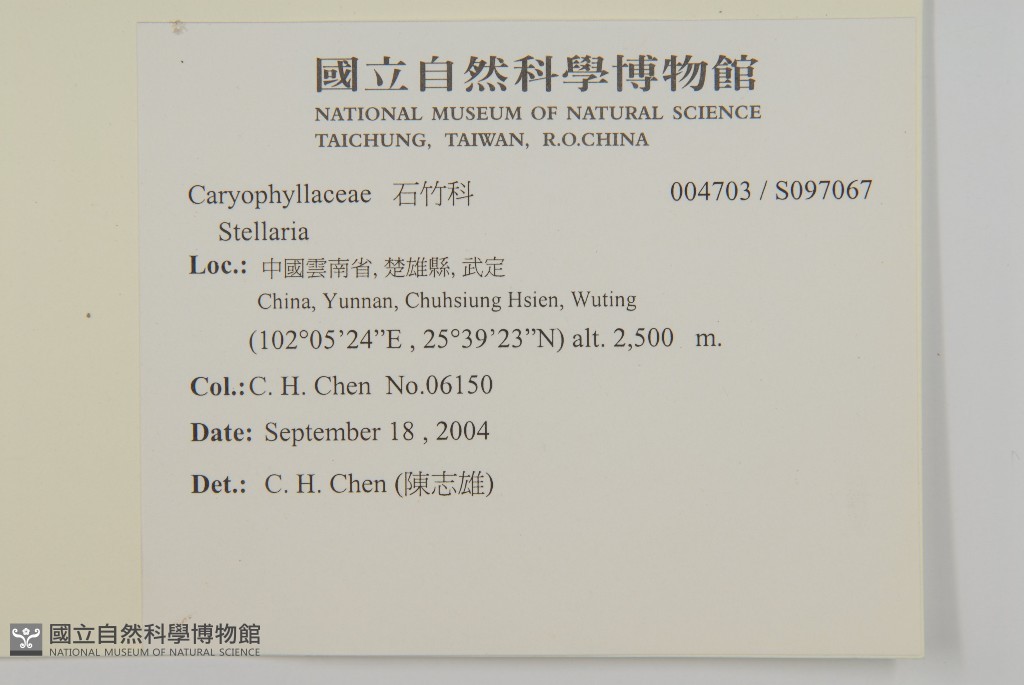 國立自然科學博物館
NATIONAL MUSEUM OF NATURAL SCIENCE
TAICHUNG, TAIWAN, R.O.CHINA
Caryophyllaceae 石竹科 004703 / S097067
Stellaria
Loc.: 中國雲南省, 楚雄縣, 武定
China, Yunnan, Chuhsiung Hsien, Wuting
(102°05’24”E , 25°39’23”N) alt. 2,500 m.
Col.: C. H. Chen No.06150
Date: September 18 , 2004
Det.: C. H. Chen (陳志雄)
國立自然科學博物館
NATIONAL MUSEUM OF NATURAL SCIENCE